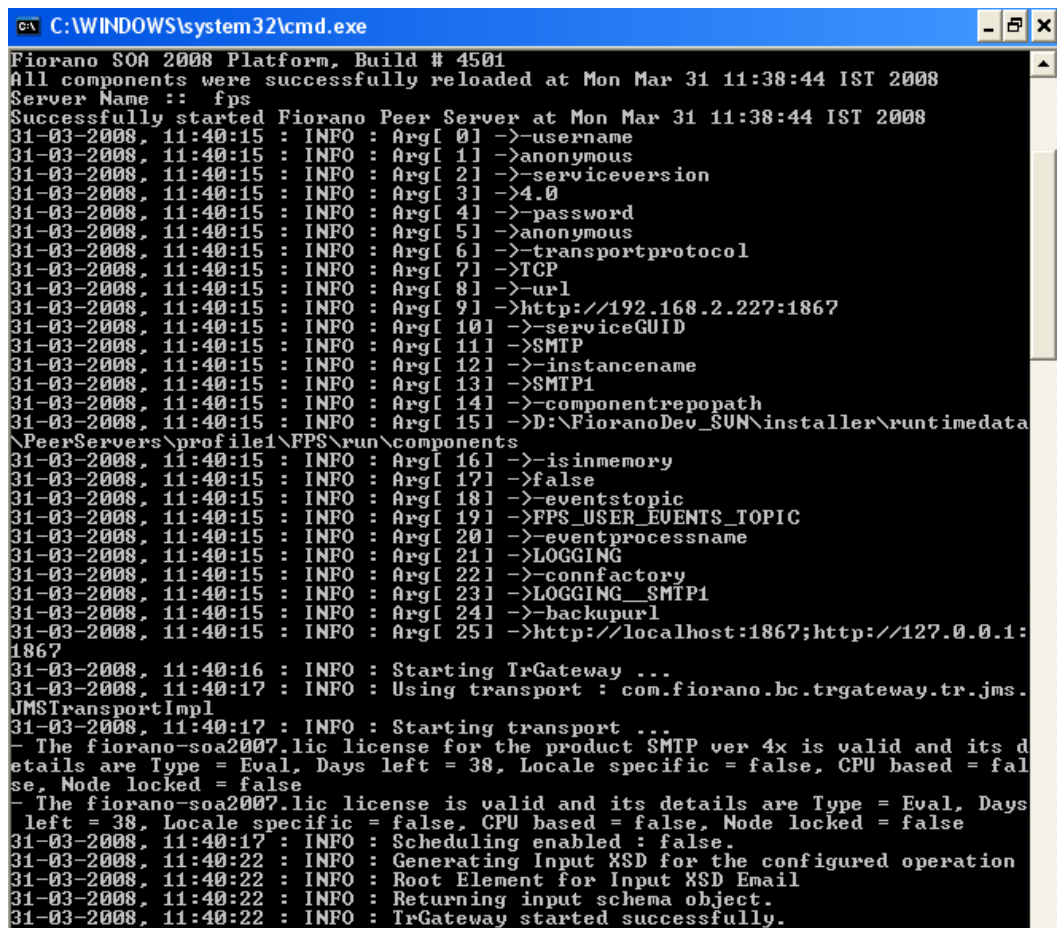 C:\WINDOWS\system32\cmd.exe
Fiorano SOA 2008 Platform, Build # 4501
All components were successfully reloaded at Mon Mar 31 11:38:44 IST 2008
Server Name ::  fps
Successfully started Fiorano Peer Server at Mon Mar 31 11:38:44 IST 2008
31-03-2008, 11:40:15 : INFO : Arg[ 0] ->-username
31-03-2008, 11:40:15 : INFO : Arg[ 1] ->anonymous
31-03-2008, 11:40:15 : INFO : Arg[ 2] ->-serviceversion
31-03-2008, 11:40:15 : INFO : Arg[ 3] ->4.0
31-03-2008, 11:40:15 : INFO : Arg[ 4] ->-password
31-03-2008, 11:40:15 : INFO : Arg[ 5] ->anonymous
31-03-2008, 11:40:15 : INFO : Arg[ 6] ->-transportprotocol
31-03-2008, 11:40:15 : INFO : Arg[ 7] ->TCP
31-03-2008, 11:40:15 : INFO : Arg[ 8] ->-url
31-03-2008, 11:40:15 : INFO : Arg[ 9] ->http://192.168.2.227:1867
31-03-2008, 11:40:15 : INFO : Arg[ 10] ->-serviceGUID
31-03-2008, 11:40:15 : INFO : Arg[ 11] ->SMTP
31-03-2008, 11:40:15 : INFO : Arg[ 12] ->-instancename
31-03-2008, 11:40:15 : INFO : Arg[ 13] ->SMTP1
31-03-2008, 11:40:15 : INFO : Arg[ 14] ->-componentrepopath
31-03-2008, 11:40:15 : INFO : Arg[ 15] ->D:\FioranoDev_SVN\installer\runtimedata
\PeerServers\profile1\FPS\run\components
31-03-2008, 11:40:15 : INFO : Arg[ 16] ->-isinmemory
31-03-2008, 11:40:15 : INFO : Arg[ 17] ->false
31-03-2008, 11:40:15 : INFO : Arg[ 18] ->-eventstopic
31-03-2008, 11:40:15 : INFO : Arg[ 19] ->FPS_USER_EVENTS_TOPIC
31-03-2008, 11:40:15 : INFO : Arg[ 20] ->-eventprocessname
31-03-2008, 11:40:15 : INFO : Arg[ 21] ->LOGGING
31-03-2008, 11:40:15 : INFO : Arg[ 22] ->-connfactory
31-03-2008, 11:40:15 : INFO : Arg[ 23] ->LOGGING__SMTP1
31-03-2008, 11:40:15 : INFO : Arg[ 24] ->-backupurl
31-03-2008, 11:40:15 : INFO : Arg[ 25] ->http://localhost:1867;http://127.0.0.1:
1867
31-03-2008, 11:40:16 : INFO : Starting TrGateway ...
31-03-2008, 11:40:17 : INFO : Using transport : com.fiorano.bc.trgateway.tr.jms.
JMSTransportImpl
31-03-2008, 11:40:17 : INFO : Starting transport ...
- The fiorano-soa2007.lic license for the product SMTP ver 4x is valid and its d
etails are Type = Eval, Days left = 38, Locale specific = false, CPU based = fal
se, Node locked = false
- The fiorano-soa2007.lic license is valid and its details are Type = Eval, Days
 left = 38, Locale specific = false, CPU based = false, Node locked = false
31-03-2008, 11:40:17 : INFO : Scheduling enabled : false.
31-03-2008, 11:40:22 : INFO : Generating Input XSD for the configured operation
31-03-2008, 11:40:22 : INFO : Root Element for Input XSD Email
31-03-2008, 11:40:22 : INFO : Returning input schema object.
31-03-2008, 11:40:22 : INFO : TrGateway started successfully.